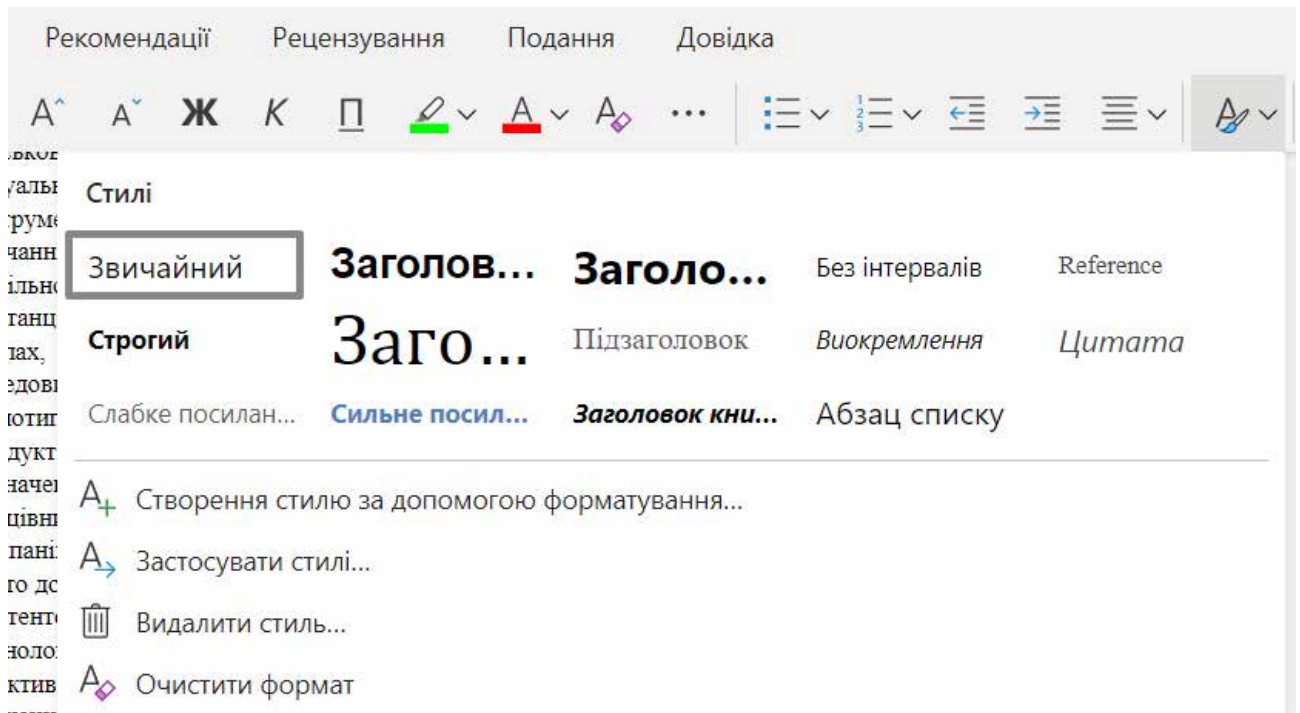 Рекомендації Рецензування Подання Довідка
Ж К П
Стилі
Звичайний Заголов... Заголо... Без інтервалів Reference
Строгий Заго... Підзаголовок Виокремлення Цитата
Слабке посилан... Сильне посил... Заголовок кни... Абзац списку
Створення стилю за допомогою форматування...
Застосувати стилі...
Видалити стиль...
Очистити формат